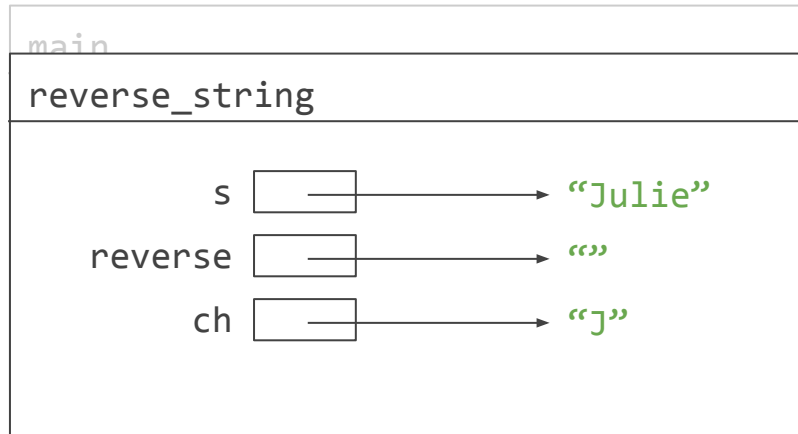 main
reverse_string
s “Julie”
reverse “”
ch “J”